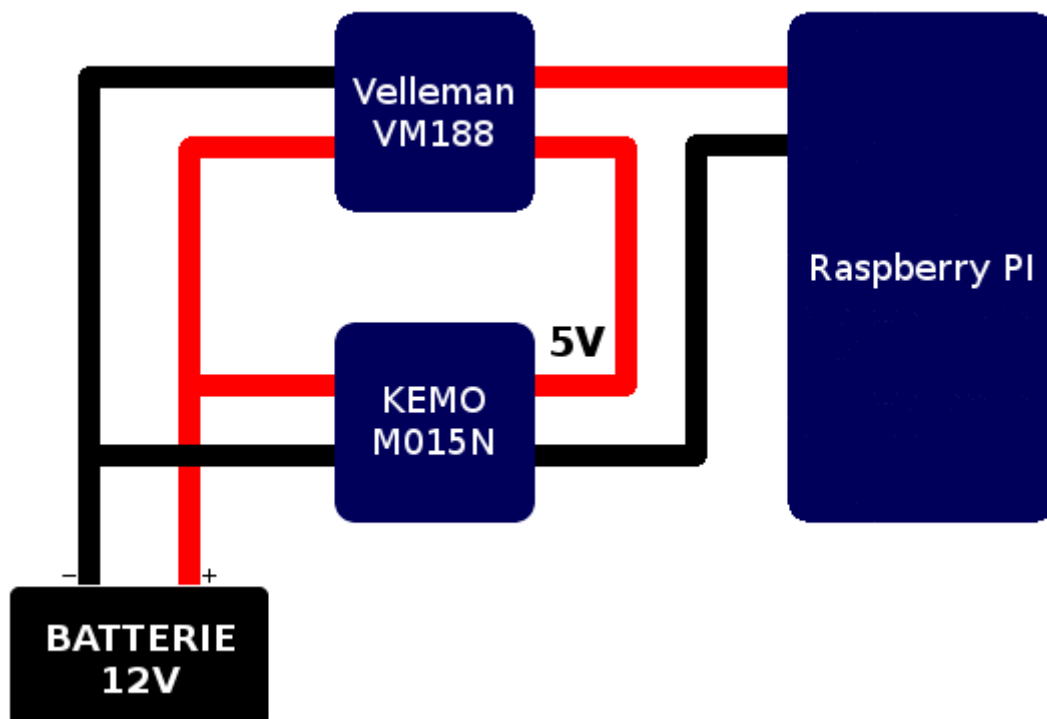 Velleman
VM188
Raspberry PI
5V
KEMO
M015N
− +
BATTERIE
12V